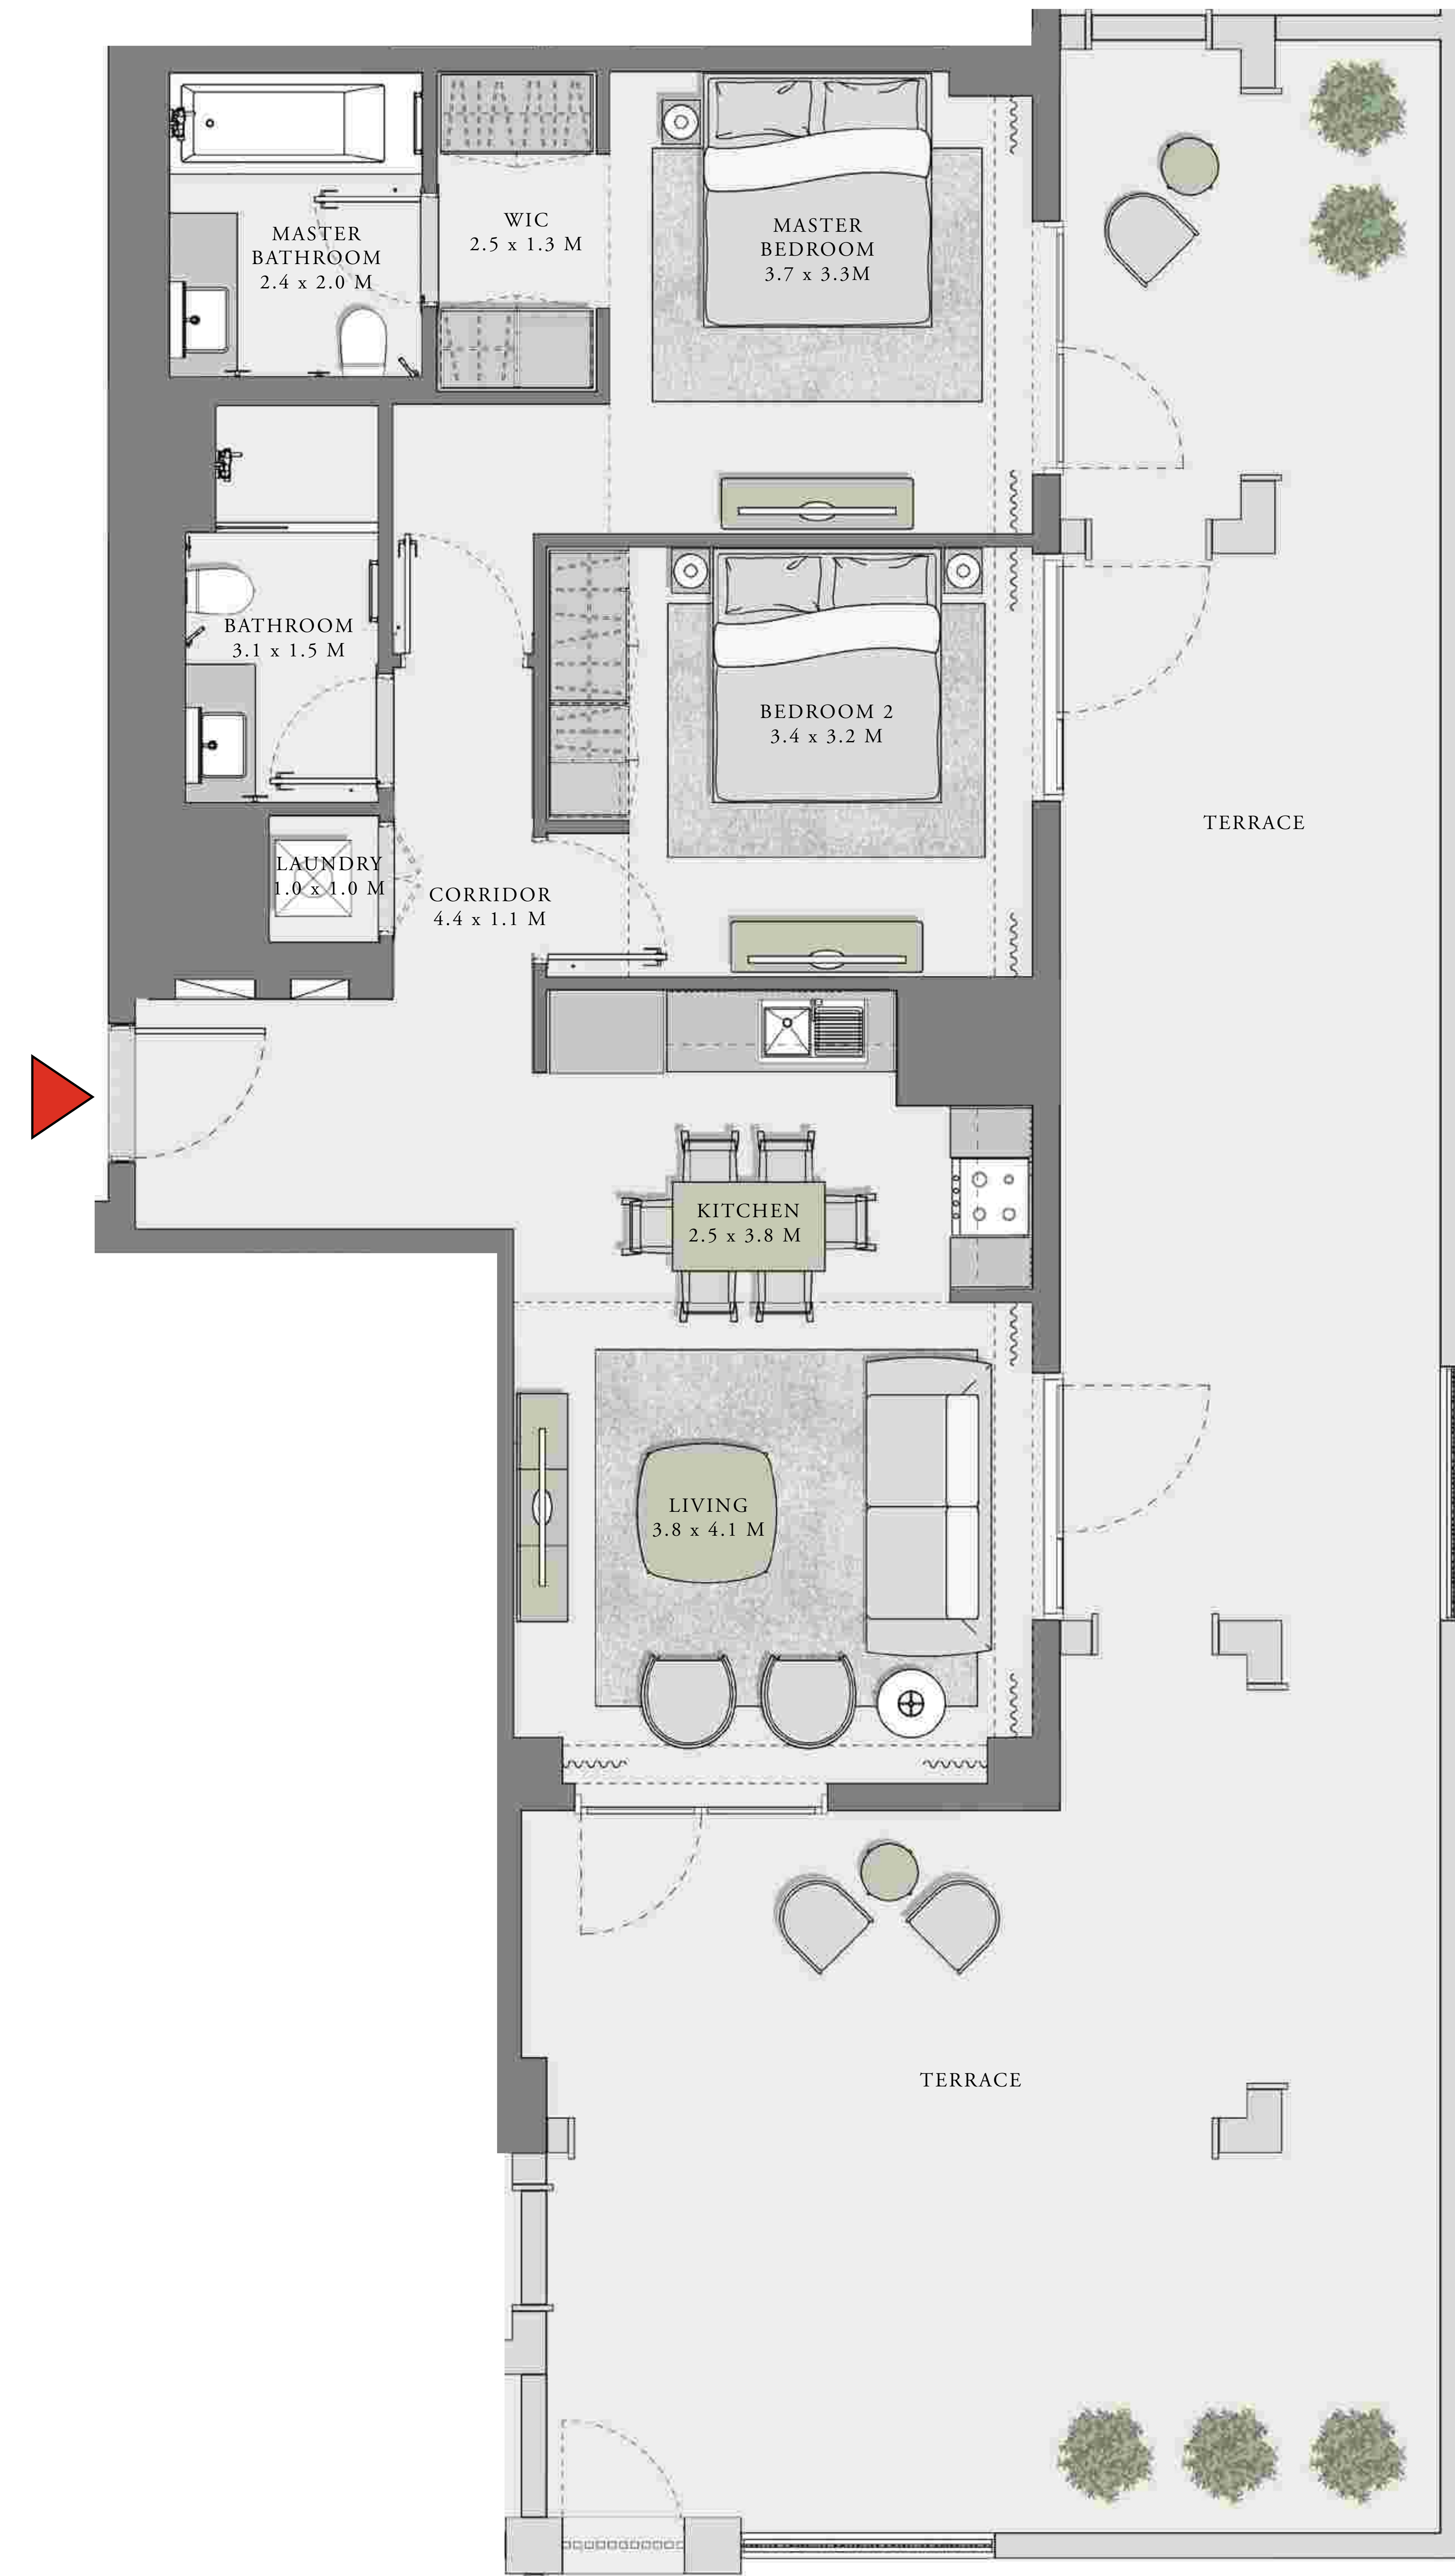 MASTER
BATHROOM
2.4 x 2.0 M
WIC
2.5 x 1.3 M
MASTER
BEDROOM
3.7 x 3.3M
BATHROOM
3.1 x 1.5 M
BEDROOM 2
3.4 x 3.2 M
TERRACE
LAUNDRY
1.0 x 1.0 M
CORRIDOR
4.4 x 1.1 M
KITCHEN
2.5 x 3.8 M
LIVING
3.8 x 4.1 M
TERRACE